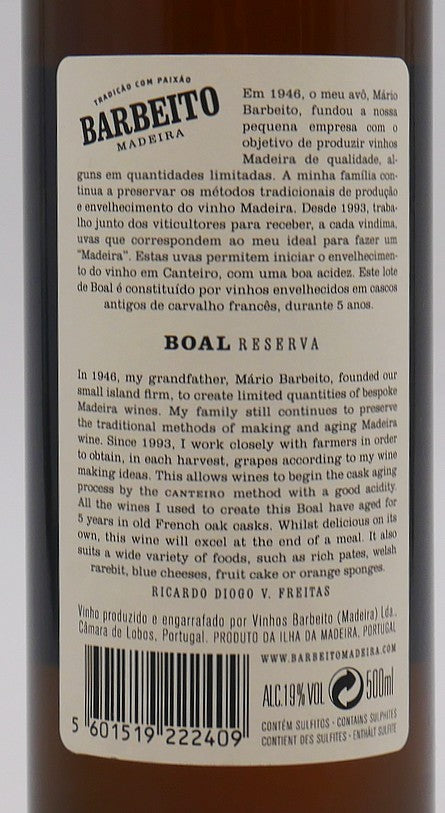 TRADIÇÃO COM PAIXÃO
BARBEITO
MADEIRA
Em 1946, o meu avô, Mário
Barbeito, fundou a nossa
pequena empresa com o
objetivo de produzir vinhos
Madeira de qualidade, al-
guns em quantidades limitadas. A minha família con-
tinua a preservar os métodos tradicionais de produção
e envelhecimento do vinho Madeira. Desde 1993, traba-
lho junto dos viticultores para receber, a cada vindima,
uvas que correspondem ao meu ideal para fazer um
"Madeira". Estas uvas permitem iniciar o envelhecimen-
to do vinho em Canteiro, com uma boa acidez. Este lote
de Boal é constituído por vinhos envelhecidos em cascos
antigos de carvalho francês, durante 5 anos.
BOAL RESERVA
In 1946, my grandfather, Mário Barbeito, founded our
small island firm, to create limited quantities of bespoke
Madeira wines. My family still continues to preserve
the traditional methods of making and aging Madeira
wine. Since 1993, I work closely with farmers in order
to obtain, in each harvest, grapes according to my wine
making ideas. This allows wines to begin the cask aging
process by the CANTEIRO method with a good acidity.
All the wines I used to create this Boal have aged for
5 years in old French oak casks. Whilst delicious on its
own, this wine will excel at the end of a meal. It also
suits a wide variety of foods, such as rich pates, welsh
rarebit, blue cheeses, fruit cake or orange sponges.
RICARDO DIOGO V. FREITAS
Vinho produzido e engarrafado por Vinhos Barbeito (Madeira) Lda.,
Câmara de Lobos, Portugal. PRODUTO DA ILHA DA MADEIRA, PORTUGAL
WWW.BARBEITOMADEIRA.COM
ALC.19% VOL 500ml
CONTÉM SULFITOS - CONTAINS SULPHITES
CONTIENT DES SULFITES - ENTHÄLT SULFITE
5 601519 222409